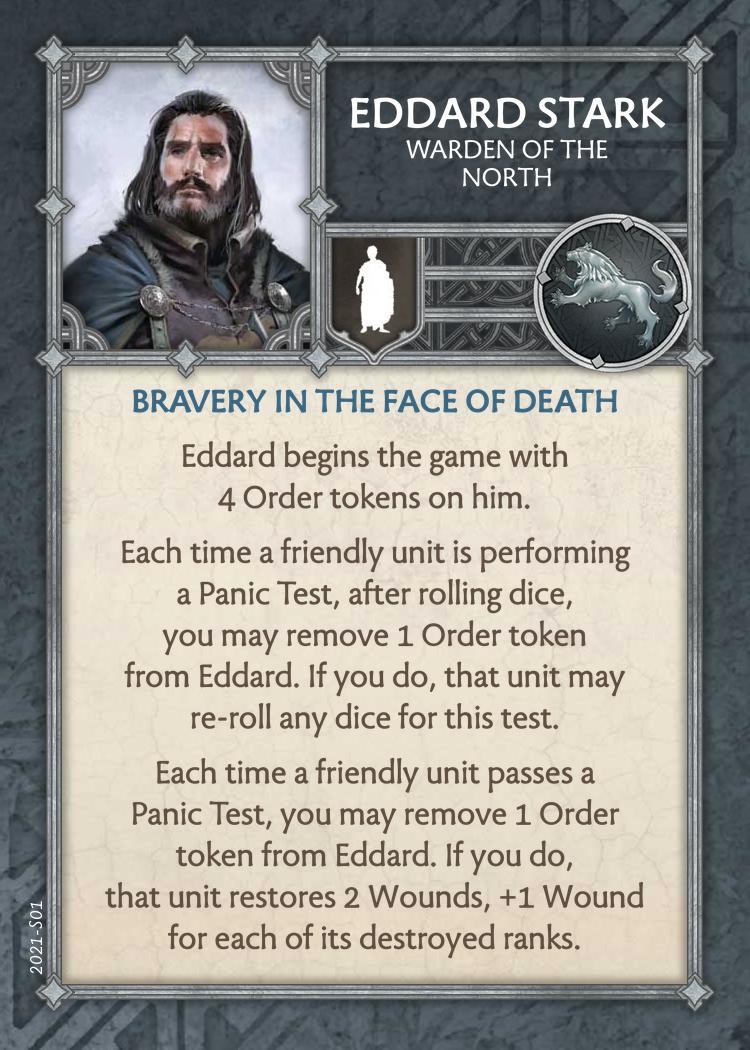 EDDARD STARK
WARDEN OF THE
NORTH
BRAVERY IN THE FACE OF DEATH
Eddard begins the game with
4 Order tokens on him.
Each time a friendly unit is performing
a Panic Test, after rolling dice,
you may remove 1 Order token
from Eddard. If you do, that unit may
re-roll any dice for this test.
Each time a friendly unit passes a
Panic Test, you may remove 1 Order
token from Eddard. If you do,
that unit restores 2 Wounds, +1 Wound
for each of its destroyed ranks.
2021-S01